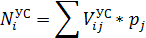 N_i^{УС} = ∑ V_{ij}^{УС} * p_j